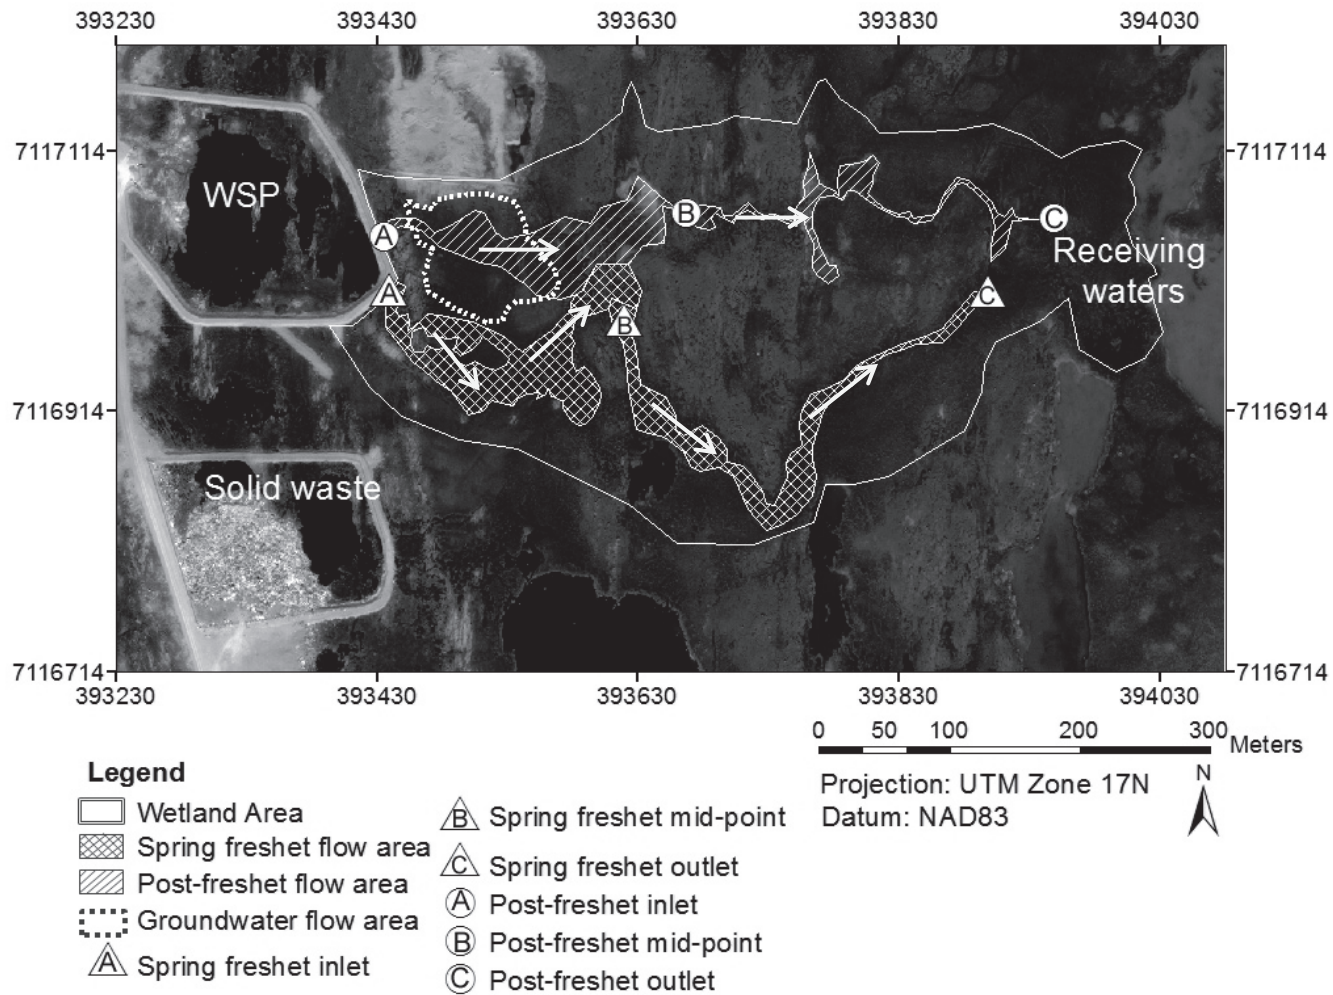 393230 393430 393630 393830 394030
7117114 7117114
WSP
A B C
Receiving
waters
A B C
7116914 7116914
Solid waste
7116714 7116714
393230 393430 393630 393830 394030
0 50 100 200 300 Meters
Legend
Wetland Area
Spring freshet flow area
Post-freshet flow area
Groundwater flow area
A Spring freshet inlet
B Spring freshet mid-point
C Spring freshet outlet
A Post-freshet inlet
B Post-freshet mid-point
C Post-freshet outlet
Projection: UTM Zone 17N
Datum: NAD83
N